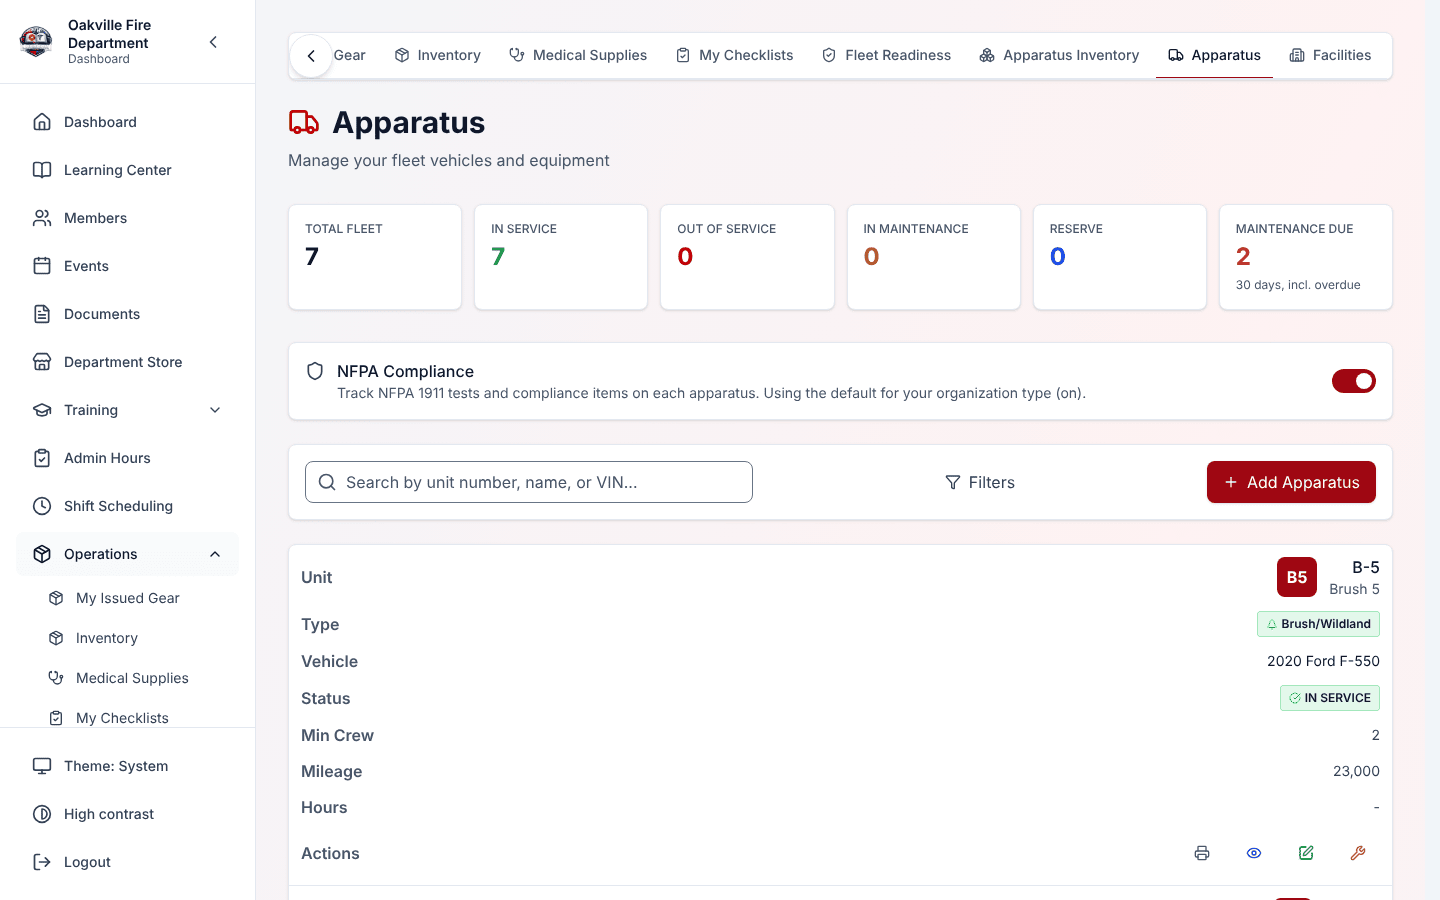 Oakville Fire
Department
Dashboard
Dashboard
Learning Center
Members
Events
Documents
Department Store
Training
Admin Hours
Shift Scheduling
Operations
My Issued Gear
Inventory
Medical Supplies
My Checklists
Theme: System
High contrast
Logout
Gear Inventory Medical Supplies My Checklists Fleet Readiness Apparatus Inventory Apparatus Facilities
Apparatus
Manage your fleet vehicles and equipment
TOTAL FLEET
7
IN SERVICE
7
OUT OF SERVICE
0
IN MAINTENANCE
0
RESERVE
0
MAINTENANCE DUE
2
30 days, incl. overdue
NFPA Compliance
Track NFPA 1911 tests and compliance items on each apparatus. Using the default for your organization type (on).
Search by unit number, name, or VIN...
Filters
Add Apparatus
Unit
B5
B-5
Brush 5
Type Brush/Wildland
Vehicle 2020 Ford F-550
Status IN SERVICE
Min Crew 2
Mileage 23,000
Hours -
Actions